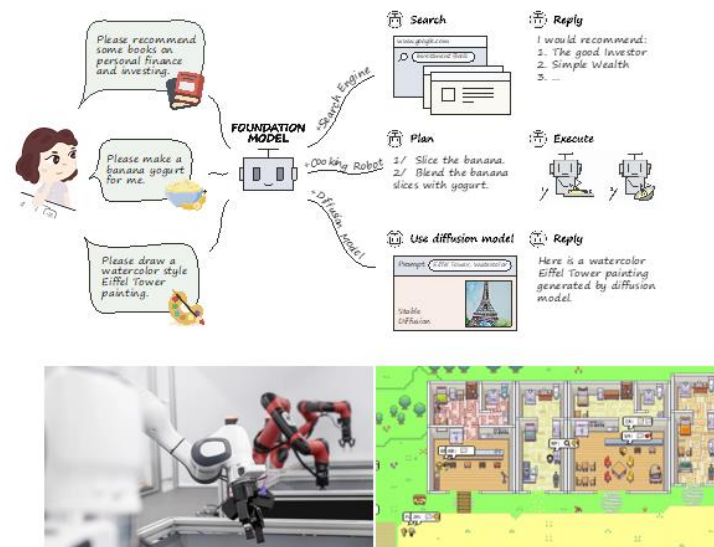 Please recommend
some books on
personal finance
and investing.
Please make a
banana yogurt
for me.
Please draw a
watercolor style
Eiffel Tower
painting.
FOUNDATION
MODEL
+Search Engine
+Cooking Robot
+Diffusion Model
Search
www.google.com
Investment Book
Reply
I would recommend:
1. The good Investor
2. Simple Wealth
3. ...
Plan
1/ Slice the banana.
2/ Blend the banana
slices with yogurt.
Execute
1/
2/
Use diffusion model
Prompt
Eiffel Tower, Watercolor
Stable
Diffusion
Reply
Here is a watercolor
Eiffel Tower painting
generated by diffusion
model.